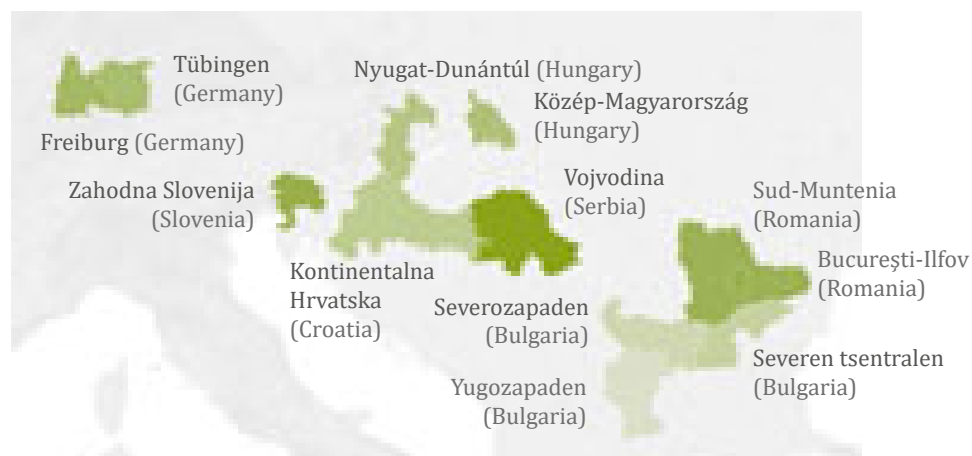 Tübingen
(Germany)
Nyugat-Dunántúl (Hungary)
Közép-Magyarország
(Hungary)
Freiburg (Germany)
Zahodna Slovenija
(Slovenia)
Vojvodina
(Serbia)
Sud-Muntenia
(Romania)
Bucureşti-Ilfov
(Romania)
Kontinentalna
Hrvatska
(Croatia)
Severozapaden
(Bulgaria)
Severen tsentralen
(Bulgaria)
Yugozapaden
(Bulgaria)